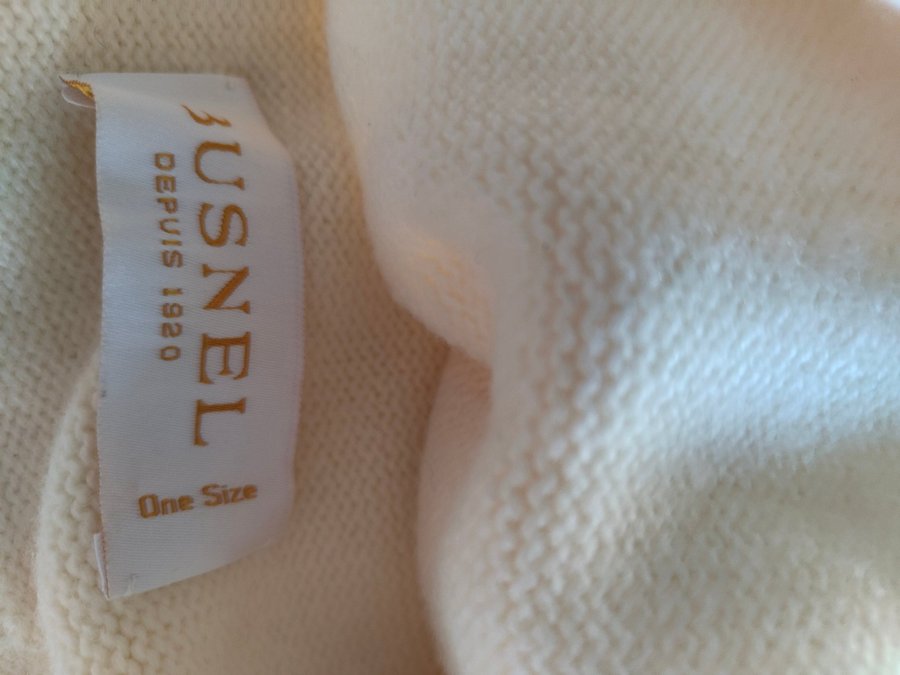 BUSNEL
DEPUIS 1920
One Size